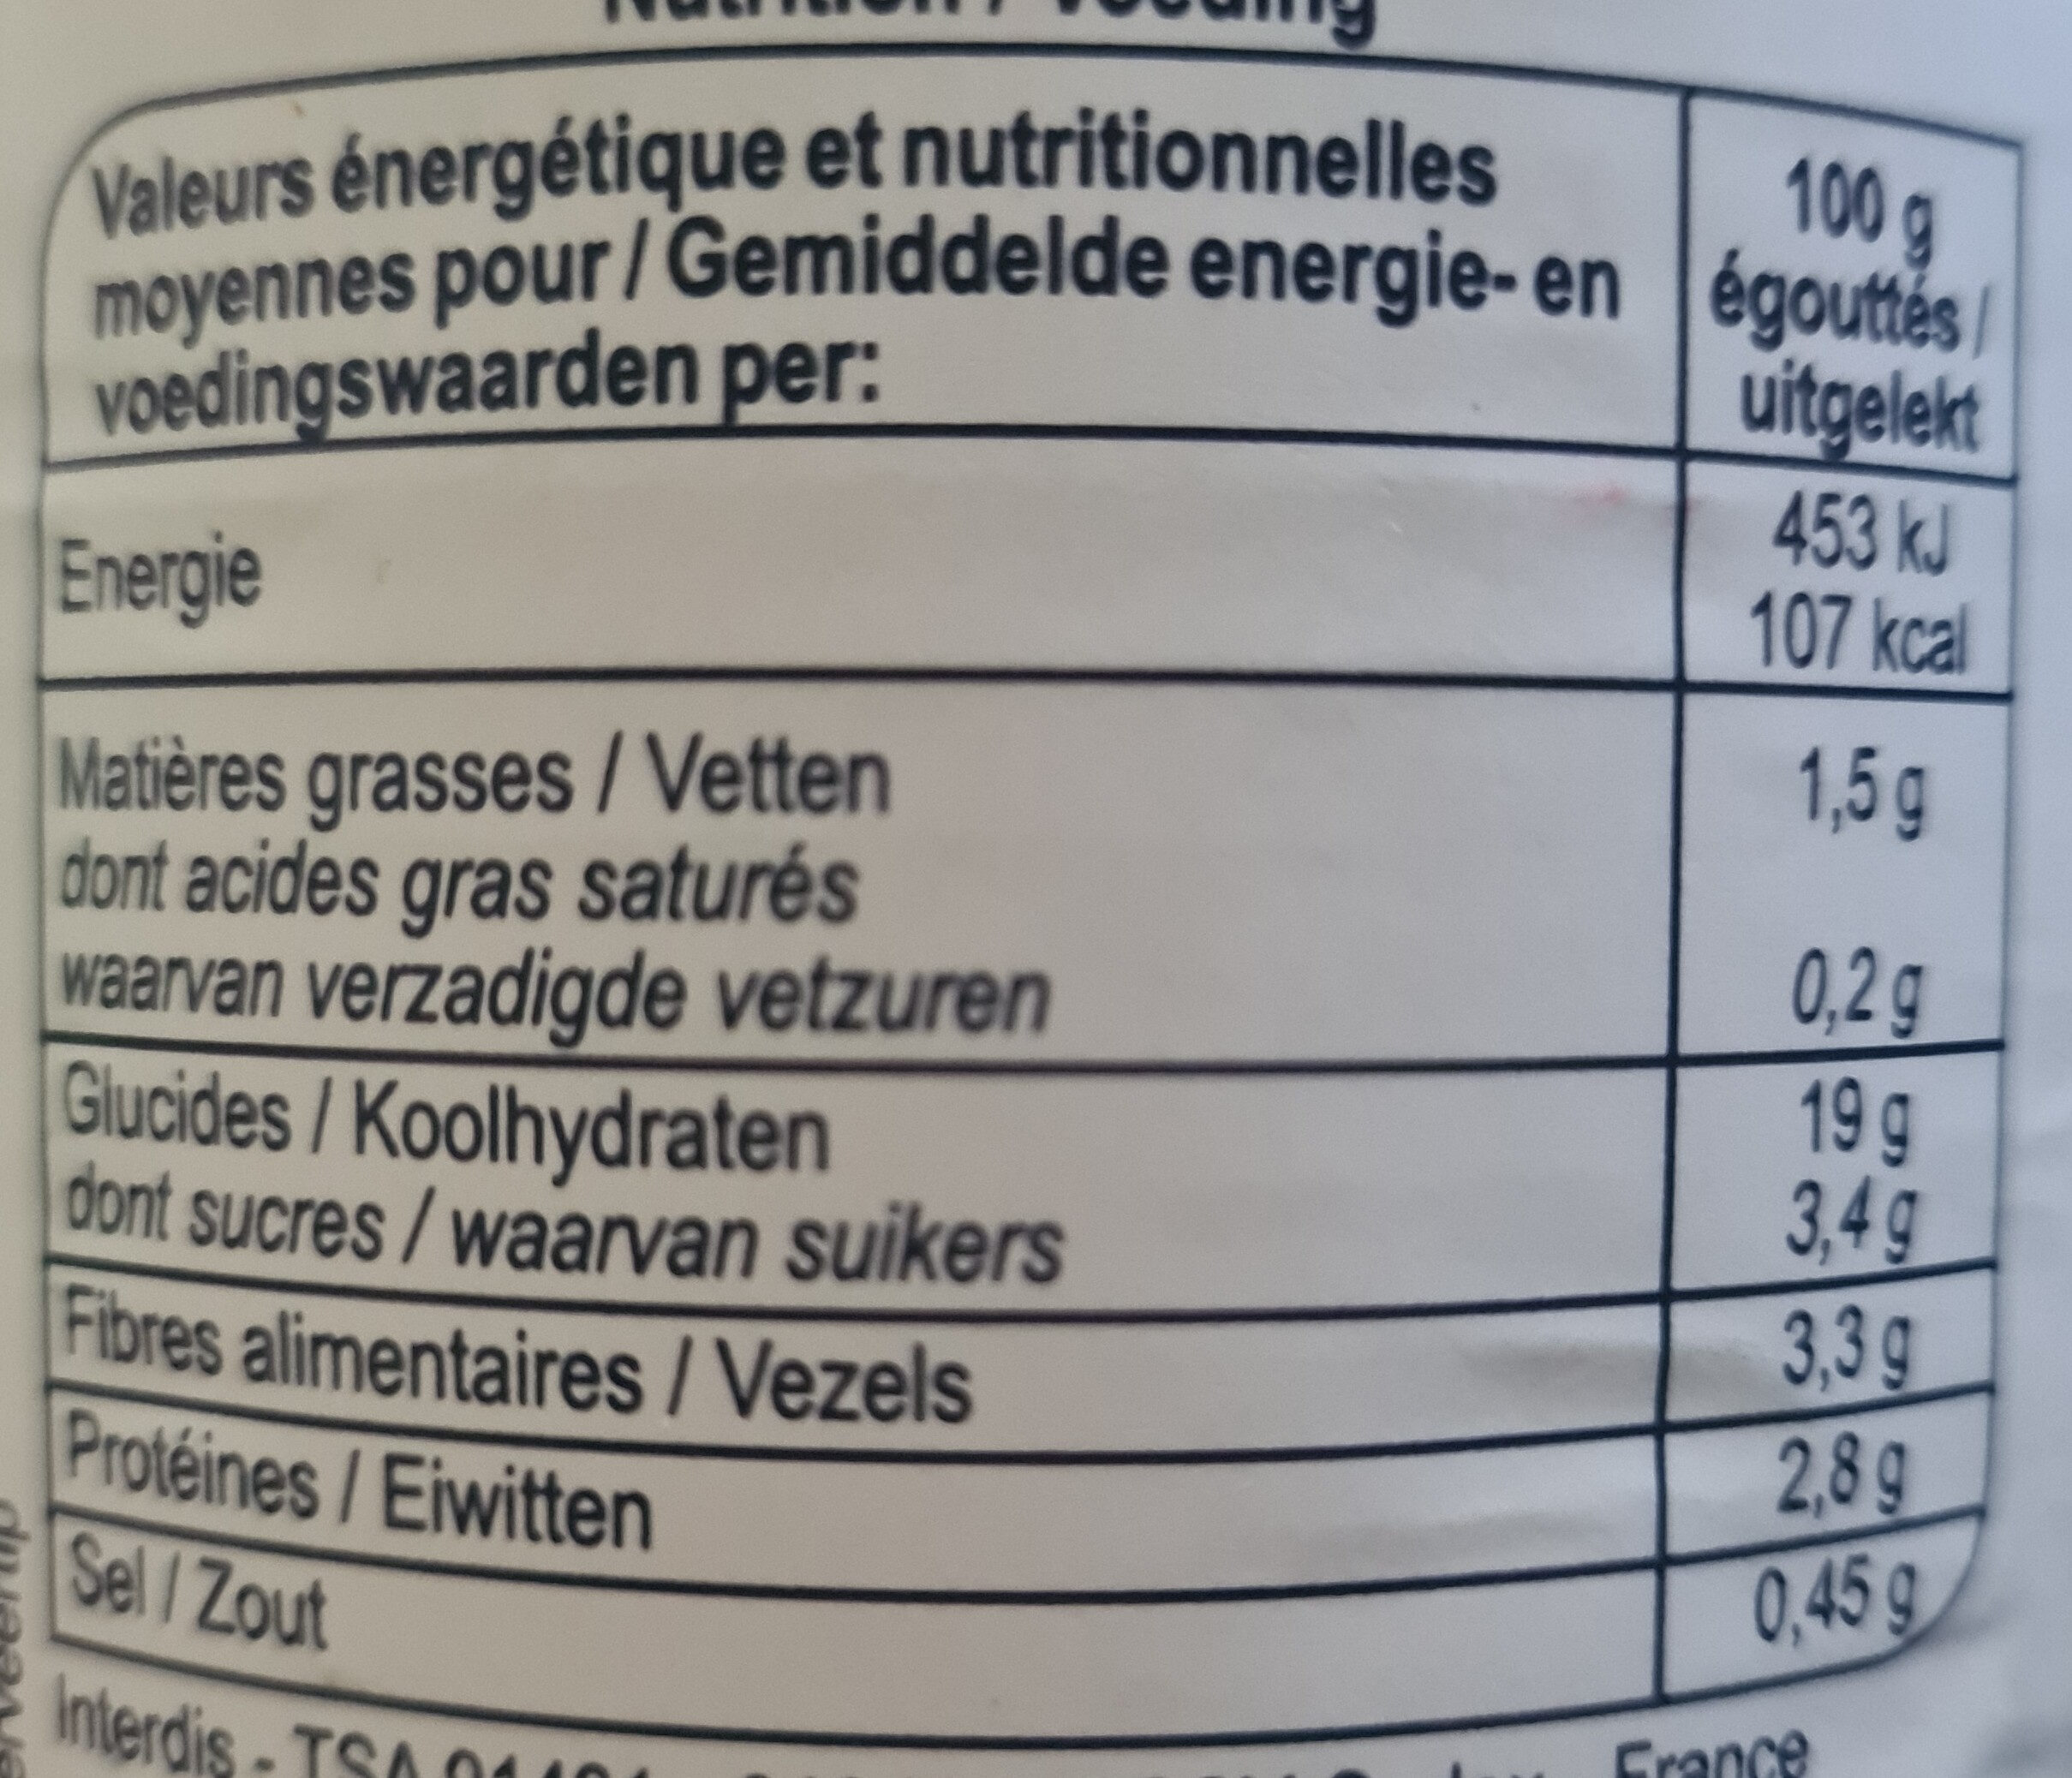 Nutrition / Voeding
Valeurs énergétique et nutritionnelles
moyennes pour / Gemiddelde energie- en
voedingswaarden per:
100 g
égouttés /
uitgelekt
Energie
453 kJ
107 kcal
Matières grasses / Vetten
1,5 g
dont acides gras saturés
waarvan verzadigde vetzuren
0,2 g
Glucides / Koolhydraten
19 g
dont sucres / waarvan suikers
3,4 g
Fibres alimentaires / Vezels
3,3 g
Protéines / Eiwitten
2,8 g
Sel / Zout
0,45 g
Interdis - TSA France